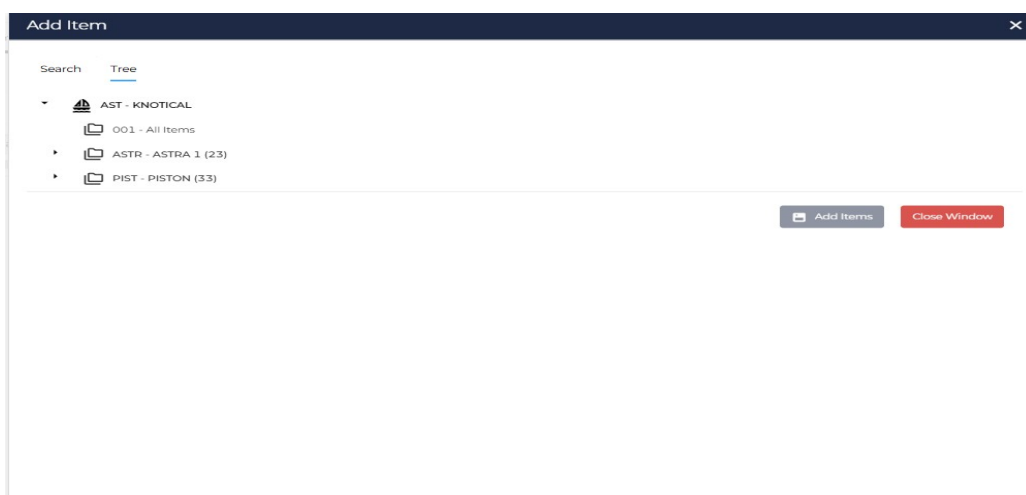 Add Item
Search Tree
AST - KNOTICAL
001 - All Items
ASTR - ASTRA 1 (23)
PIST - PISTON (33)
Add Items Close Window